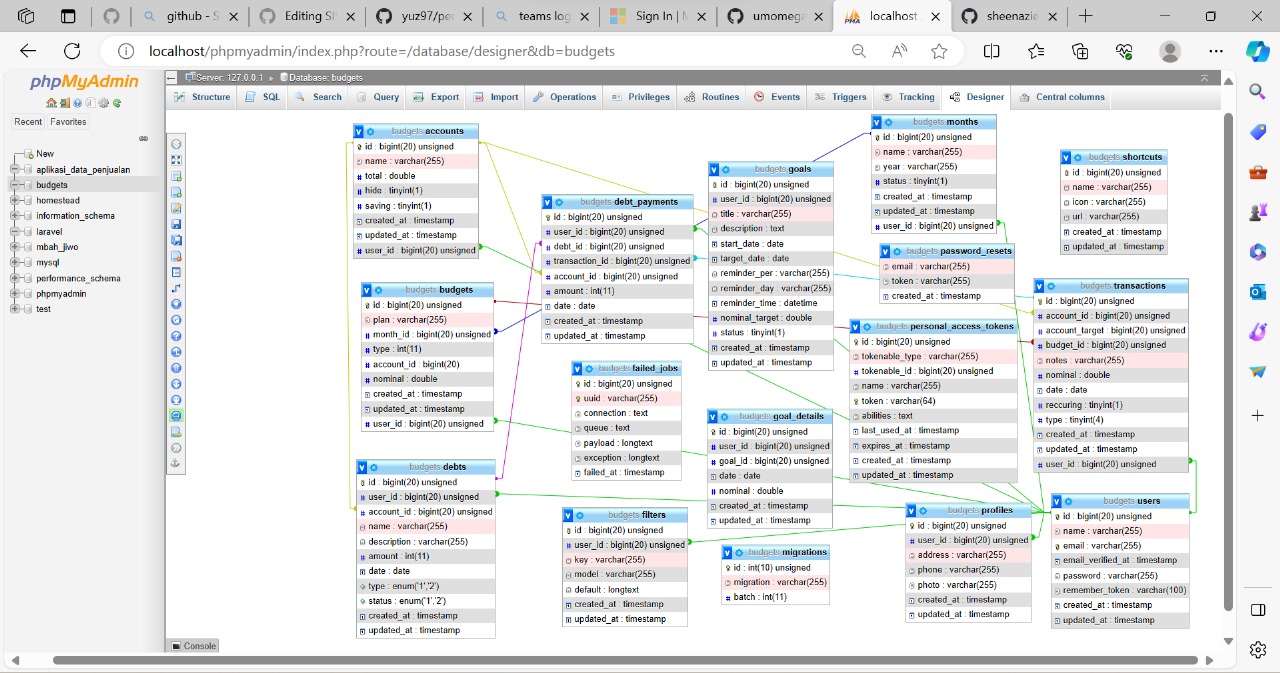 github - S
Editing SI
yuz97/per
teams log
Sign In | M
umomega
localhost
sheenazie
localhost/phpmyadmin/index.php?route=/database/designer&db=budgets
phpMyAdmin
Recent
Favorites
New
aplikasi_data_penjualan
budgets
homestead
information_schema
laravel
mbah_jiwo
mysql
performance_schema
phpmyadmin
test
Server: 127.0.0.1 » Database: budgets
Structure
SQL
Search
Query
Export
Import
Operations
Privileges
Routines
Events
Triggers
Tracking
Designer
Central columns
budgets accounts
id : bigint(20) unsigned
name : varchar(255)
total : double
hide : tinyint(1)
saving : tinyint(1)
created_at : timestamp
updated_at : timestamp
user_id : bigint(20) unsigned
budgets budgets
id : bigint(20) unsigned
plan : varchar(255)
month_id : bigint(20) unsigned
type : int(11)
account_id : bigint(20)
nominal : double
created_at : timestamp
updated_at : timestamp
user_id : bigint(20) unsigned
budgets debts
id : bigint(20) unsigned
user_id : bigint(20) unsigned
account_id : bigint(20) unsigned
name : varchar(255)
description : varchar(255)
amount : int(11)
date : date
type : enum('1','2')
status : enum('1','2')
created_at : timestamp
updated_at : timestamp
budgets debt_payments
id : bigint(20) unsigned
user_id : bigint(20) unsigned
debt_id : bigint(20) unsigned
transaction_id : bigint(20) unsigned
account_id : bigint(20) unsigned
amount : int(11)
date : date
created_at : timestamp
updated_at : timestamp
budgets failed_jobs
id : bigint(20) unsigned
uuid : varchar(255)
connection : text
queue : text
payload : longtext
exception : longtext
failed_at : timestamp
budgets filters
id : bigint(20) unsigned
user_id : bigint(20) unsigned
key : varchar(255)
model : varchar(255)
default : longtext
created_at : timestamp
updated_at : timestamp
budgets goals
id : bigint(20) unsigned
user_id : bigint(20) unsigned
title : varchar(255)
description : text
start_date : date
target_date : date
reminder_per : varchar(255)
reminder_day : varchar(255)
reminder_time : datetime
nominal_target : double
status : tinyint(1)
created_at : timestamp
updated_at : timestamp
budgets goal_details
id : bigint(20) unsigned
user_id : bigint(20) unsigned
goal_id : bigint(20) unsigned
date : date
nominal : double
created_at : timestamp
updated_at : timestamp
budgets migrations
id : int(10) unsigned
migration : varchar(255)
batch : int(11)
budgets months
id : bigint(20) unsigned
name : varchar(255)
year : varchar(255)
status : tinyint(1)
created_at : timestamp
updated_at : timestamp
user_id : bigint(20) unsigned
budgets password_resets
email : varchar(255)
token : varchar(255)
created_at : timestamp
budgets personal_access_tokens
id : bigint(20) unsigned
tokenable_type : varchar(255)
tokenable_id : bigint(20) unsigned
name : varchar(255)
token : varchar(64)
abilities : text
last_used_at : timestamp
expires_at : timestamp
created_at : timestamp
updated_at : timestamp
budgets profiles
id : bigint(20) unsigned
user_id : bigint(20) unsigned
address : varchar(255)
phone : varchar(255)
photo : varchar(255)
created_at : timestamp
updated_at : timestamp
budgets shortcuts
id : bigint(20) unsigned
name : varchar(255)
icon : varchar(255)
url : varchar(255)
created_at : timestamp
updated_at : timestamp
budgets transactions
id : bigint(20) unsigned
account_id : bigint(20) unsigned
account_target : bigint(20) unsigned
budget_id : bigint(20) unsigned
notes : varchar(255)
nominal : double
date : date
reccuring : tinyint(1)
type : tinyint(4)
created_at : timestamp
updated_at : timestamp
user_id : bigint(20) unsigned
budgets users
id : bigint(20) unsigned
name : varchar(255)
email : varchar(255)
email_verified_at : timestamp
password : varchar(255)
remember_token : varchar(100)
created_at : timestamp
updated_at : timestamp
Console